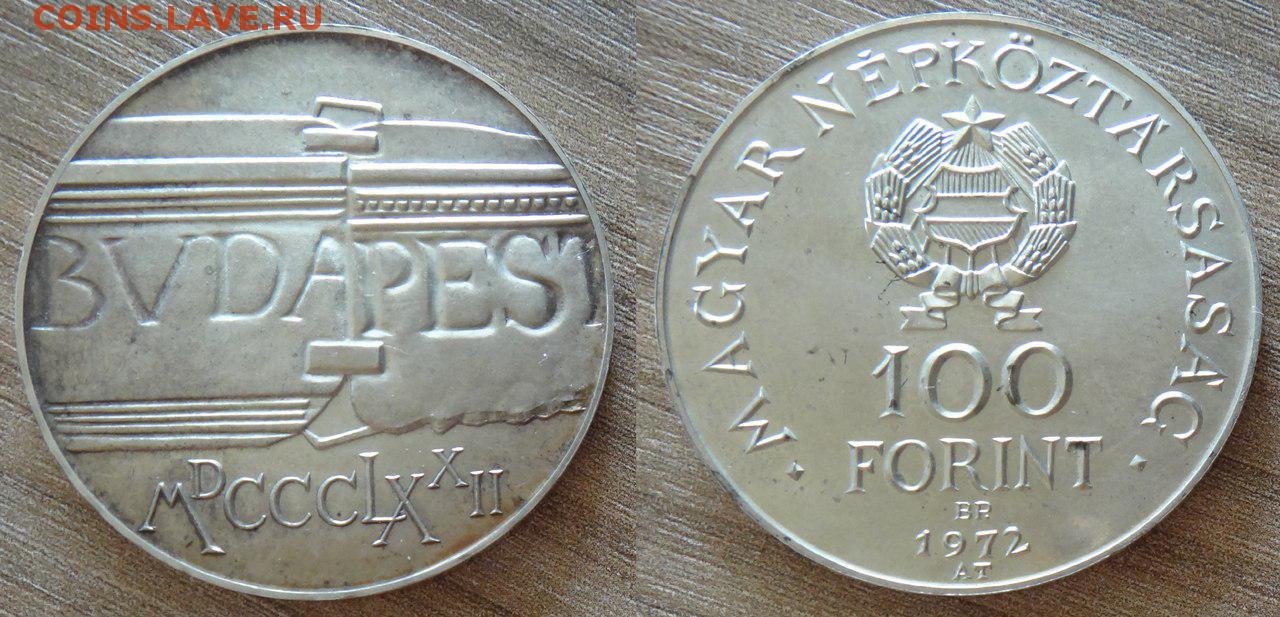 COINS.LAVE.RU
BVDAPEST
MDCCCLXXII
MAGYAR NÉPKÖZTÁRSASÁG
100
FORINT
BP.
1972
AT